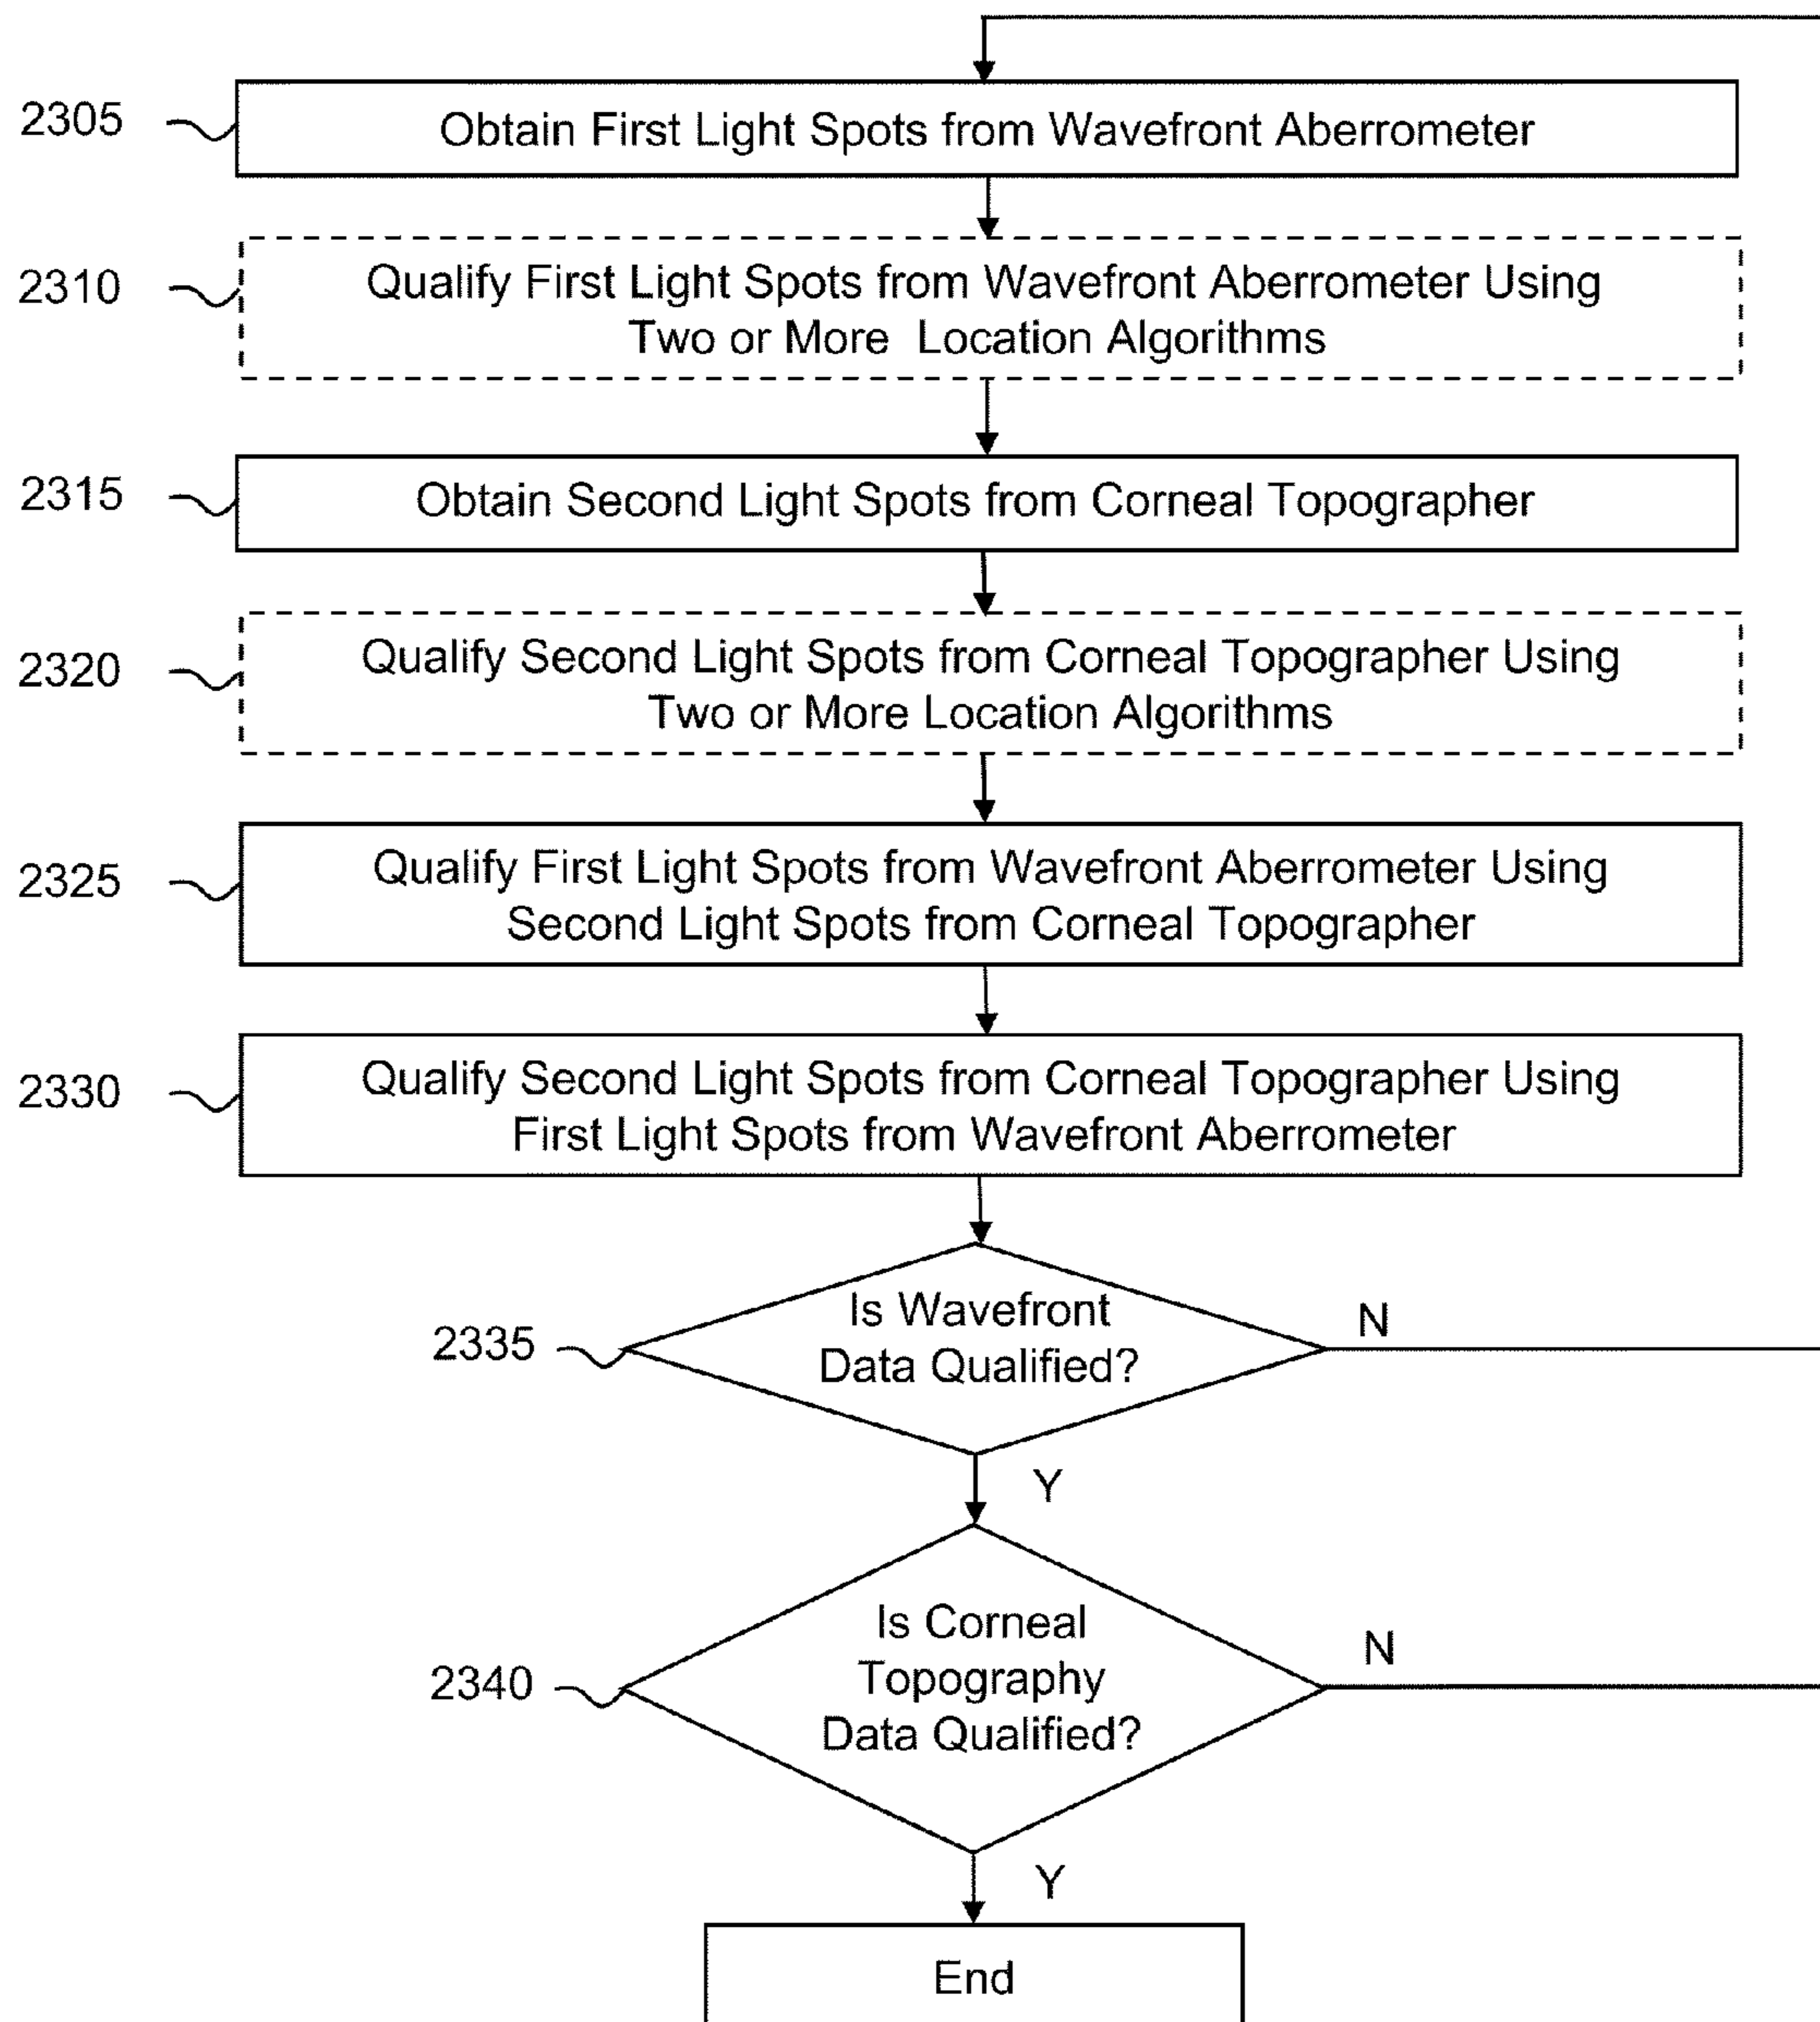 2305
Obtain First Light Spots from Wavefront Aberrometer
2310
Qualify First Light Spots from Wavefront Aberrometer Using
Two or More Location Algorithms
2315
Obtain Second Light Spots from Corneal Topographer
2320
Qualify Second Light Spots from Corneal Topographer Using
Two or More Location Algorithms
2325
Qualify First Light Spots from Wavefront Aberrometer Using
Second Light Spots from Corneal Topographer
2330
Qualify Second Light Spots from Corneal Topographer Using
First Light Spots from Wavefront Aberrometer
2335
Is Wavefront
Data Qualified?
N
Y
2340
Is Corneal
Topography
Data Qualified?
N
Y
End